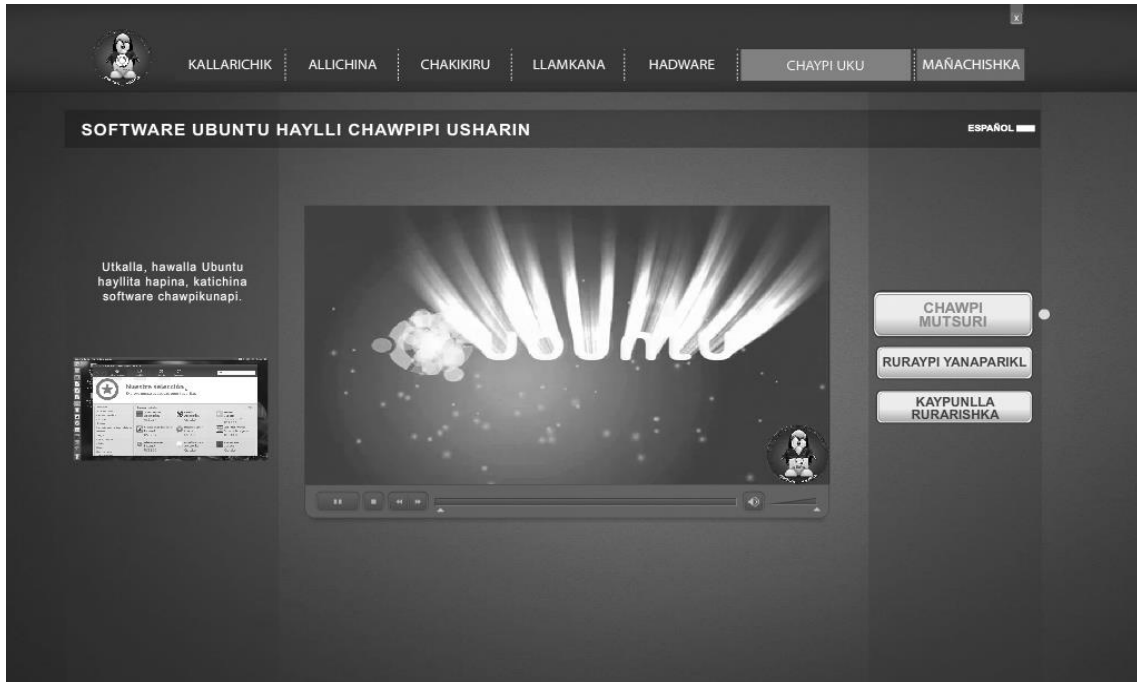 x
KALLARICHIK
ALLICHINA
CHAKIKIRU
LLAMKANA
HADWARE
CHAYPI UKU
MAÑACHISHKA
SOFTWARE UBUNTU HAYLLI CHAWPIPI USHARIN
ESPAÑOL
Utkalla, hawalla Ubuntu
hayllita hapina, katichina
software chawpikunapi.
ubuntu
CHAWPI
MUTSURI
RURAYPI YANAPARIKL
KAYPUNLLA
RURARISHKA
Nuestra selección